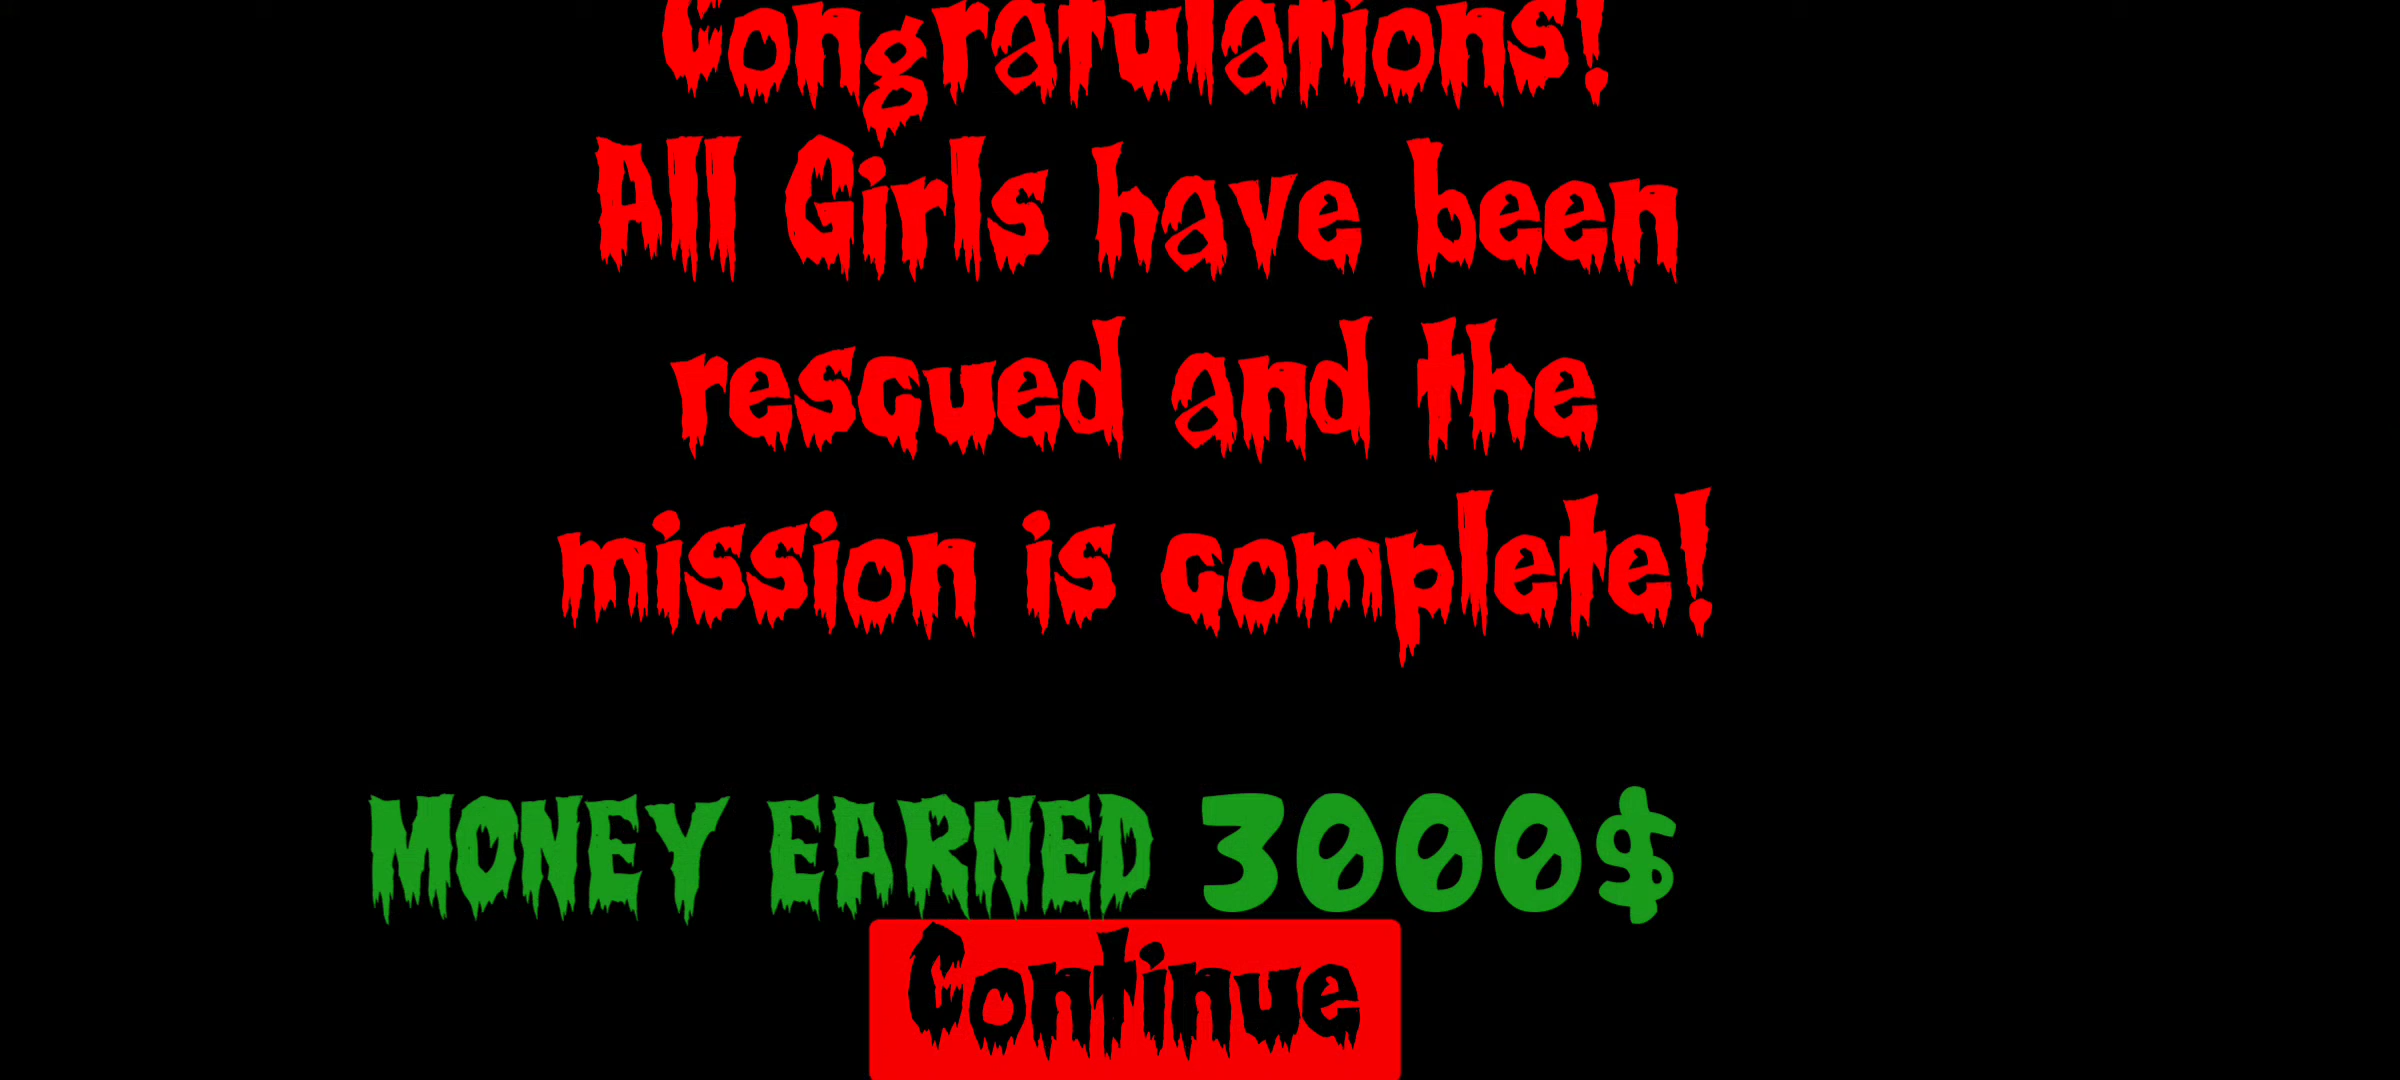 Congratulations!
All Girls have been
rescued and the
mission is complete!
MONEY EARNED 3000$
Continue